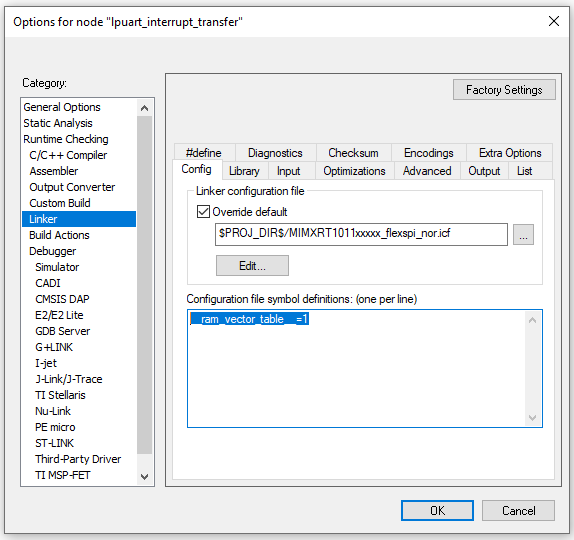 Options for node "lpuart_interrupt_transfer"
Category:
Factory Settings
General Options
Static Analysis
Runtime Checking
C/C++ Compiler
Assembler
Output Converter
Custom Build
Linker
Build Actions
Debugger
Simulator
CADI
CMSIS DAP
E2/E2 Lite
GDB Server
G+LINK
I-jet
J-Link/J-Trace
TI Stellaris
Nu-Link
PE micro
ST-LINK
Third-Party Driver
TI MSP-FET
#define Diagnostics Checksum Encodings Extra Options
Config Library Input Optimizations Advanced Output List
Linker configuration file
Override default
$PROJ_DIR$/MIMXRT1011xxxxx_flexspi_nor.icf
...
Edit...
Configuration file symbol definitions: (one per line)
__ram_vector_table__=1
OK Cancel